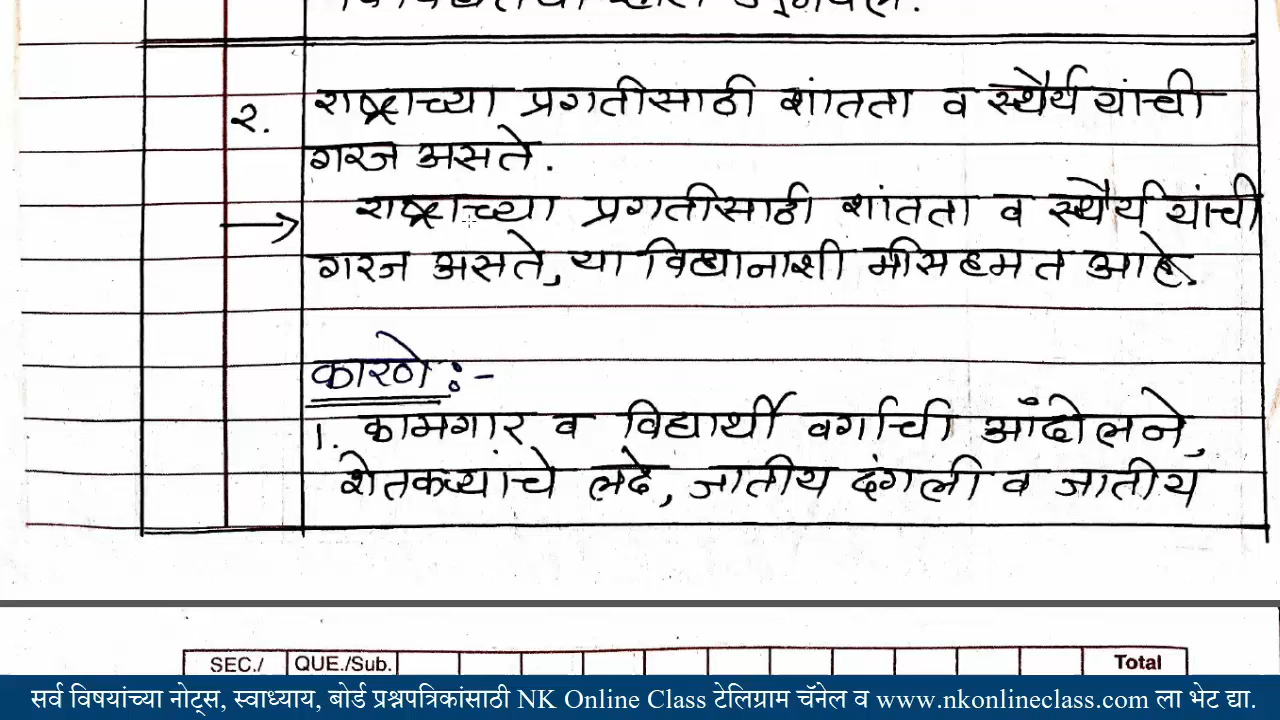 राष्ट्राच्या प्रगतीसाठी शांतता व स्थैर्य यांची
२.
गरज असते.
राष्ट्राच्या प्रगतीसाठी शांतता व स्थैर्य यांची
गरज असते, या विधानाशी मी सहमत आहे.
कारणे :-
1. कामगार व विद्यार्थी वर्गाची आँदोलने,
शेतकऱ्यांचे लढे, जातीय दंगली व जातीय
SEC./ QUE./Sub. Total
सर्व विषयांच्या नोट्स, स्वाध्याय, बोर्ड प्रश्नपत्रिकांसाठी NK Online Class टेलिग्राम चॅनेल व www.nkonlineclass.com ला भेट द्या.